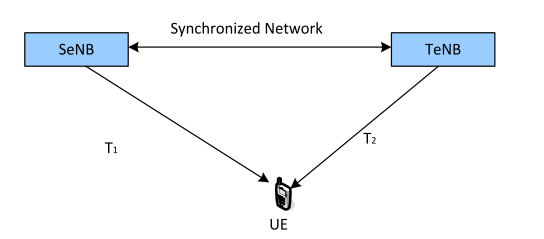 Synchronized Network
SeNB
TeNB
T1
T2
UE